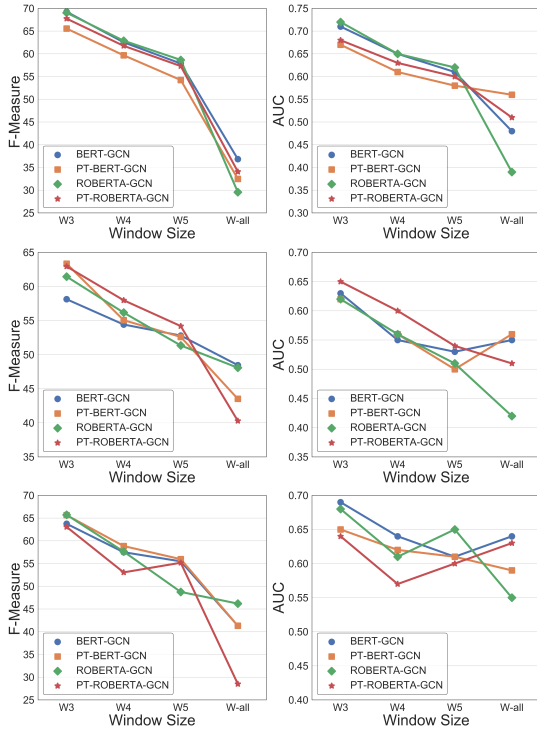 70
65
60
55
50
45
40
35
30
25
F-Measure
BERT-GCN
PT-BERT-GCN
ROBERTA-GCN
PT-ROBERTA-GCN
W3 W4 W5 W-all
Window Size
0.75
0.70
0.65
0.60
0.55
0.50
0.45
0.40
0.35
0.30
AUC
BERT-GCN
PT-BERT-GCN
ROBERTA-GCN
PT-ROBERTA-GCN
W3 W4 W5 W-all
Window Size
65
60
55
50
45
40
35
F-Measure
BERT-GCN
PT-BERT-GCN
ROBERTA-GCN
PT-ROBERTA-GCN
W3 W4 W5 W-all
Window Size
0.70
0.65
0.60
0.55
0.50
0.45
0.40
0.35
AUC
BERT-GCN
PT-BERT-GCN
ROBERTA-GCN
PT-ROBERTA-GCN
W3 W4 W5 W-all
Window Size
70
65
60
55
50
45
40
35
30
25
F-Measure
BERT-GCN
PT-BERT-GCN
ROBERTA-GCN
PT-ROBERTA-GCN
W3 W4 W5 W-all
Window Size
0.70
0.65
0.60
0.55
0.50
0.45
0.40
AUC
BERT-GCN
PT-BERT-GCN
ROBERTA-GCN
PT-ROBERTA-GCN
W3 W4 W5 W-all
Window Size